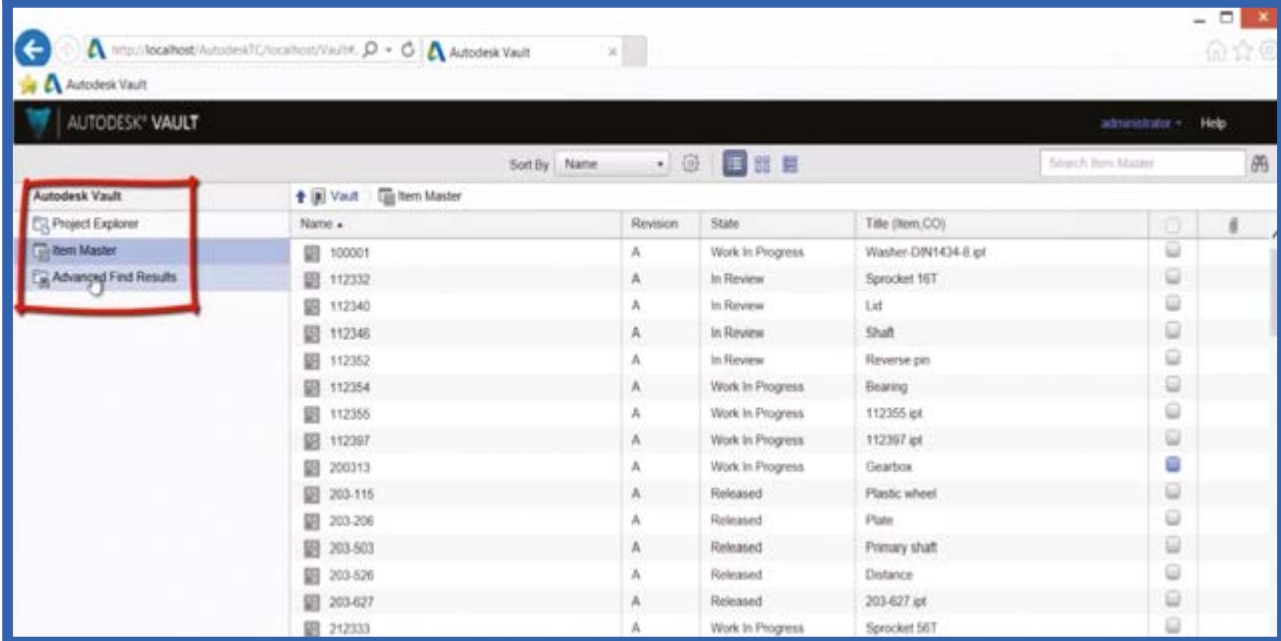 http://localhost/AutodeskTC/localhost/Vault#, Autodesk Vault
Autodesk Vault
AUTODESK® VAULT administrator Help
Sort By Name Search Item Master
Autodesk Vault Vault Item Master
Project Explorer Name Revision State Title (Item,CO)
Item Master 100001 A Work In Progress Washer-DIN1434-8.ipt
Advanced Find Results 112332 A In Review Sprocket 16T
112340 A In Review Lid
112346 A In Review Shaft
112352 A In Review Reverse pin
112354 A Work In Progress Bearing
112355 A Work In Progress 112355.ipt
112397 A Work In Progress 112397.ipt
200313 A Work In Progress Gearbox
203-115 A Released Plastic wheel
203-206 A Released Plate
203-503 A Released Primary shaft
203-526 A Released Distance
203-627 A Released 203-627.ipt
212333 A Work In Progress Sprocket 56T